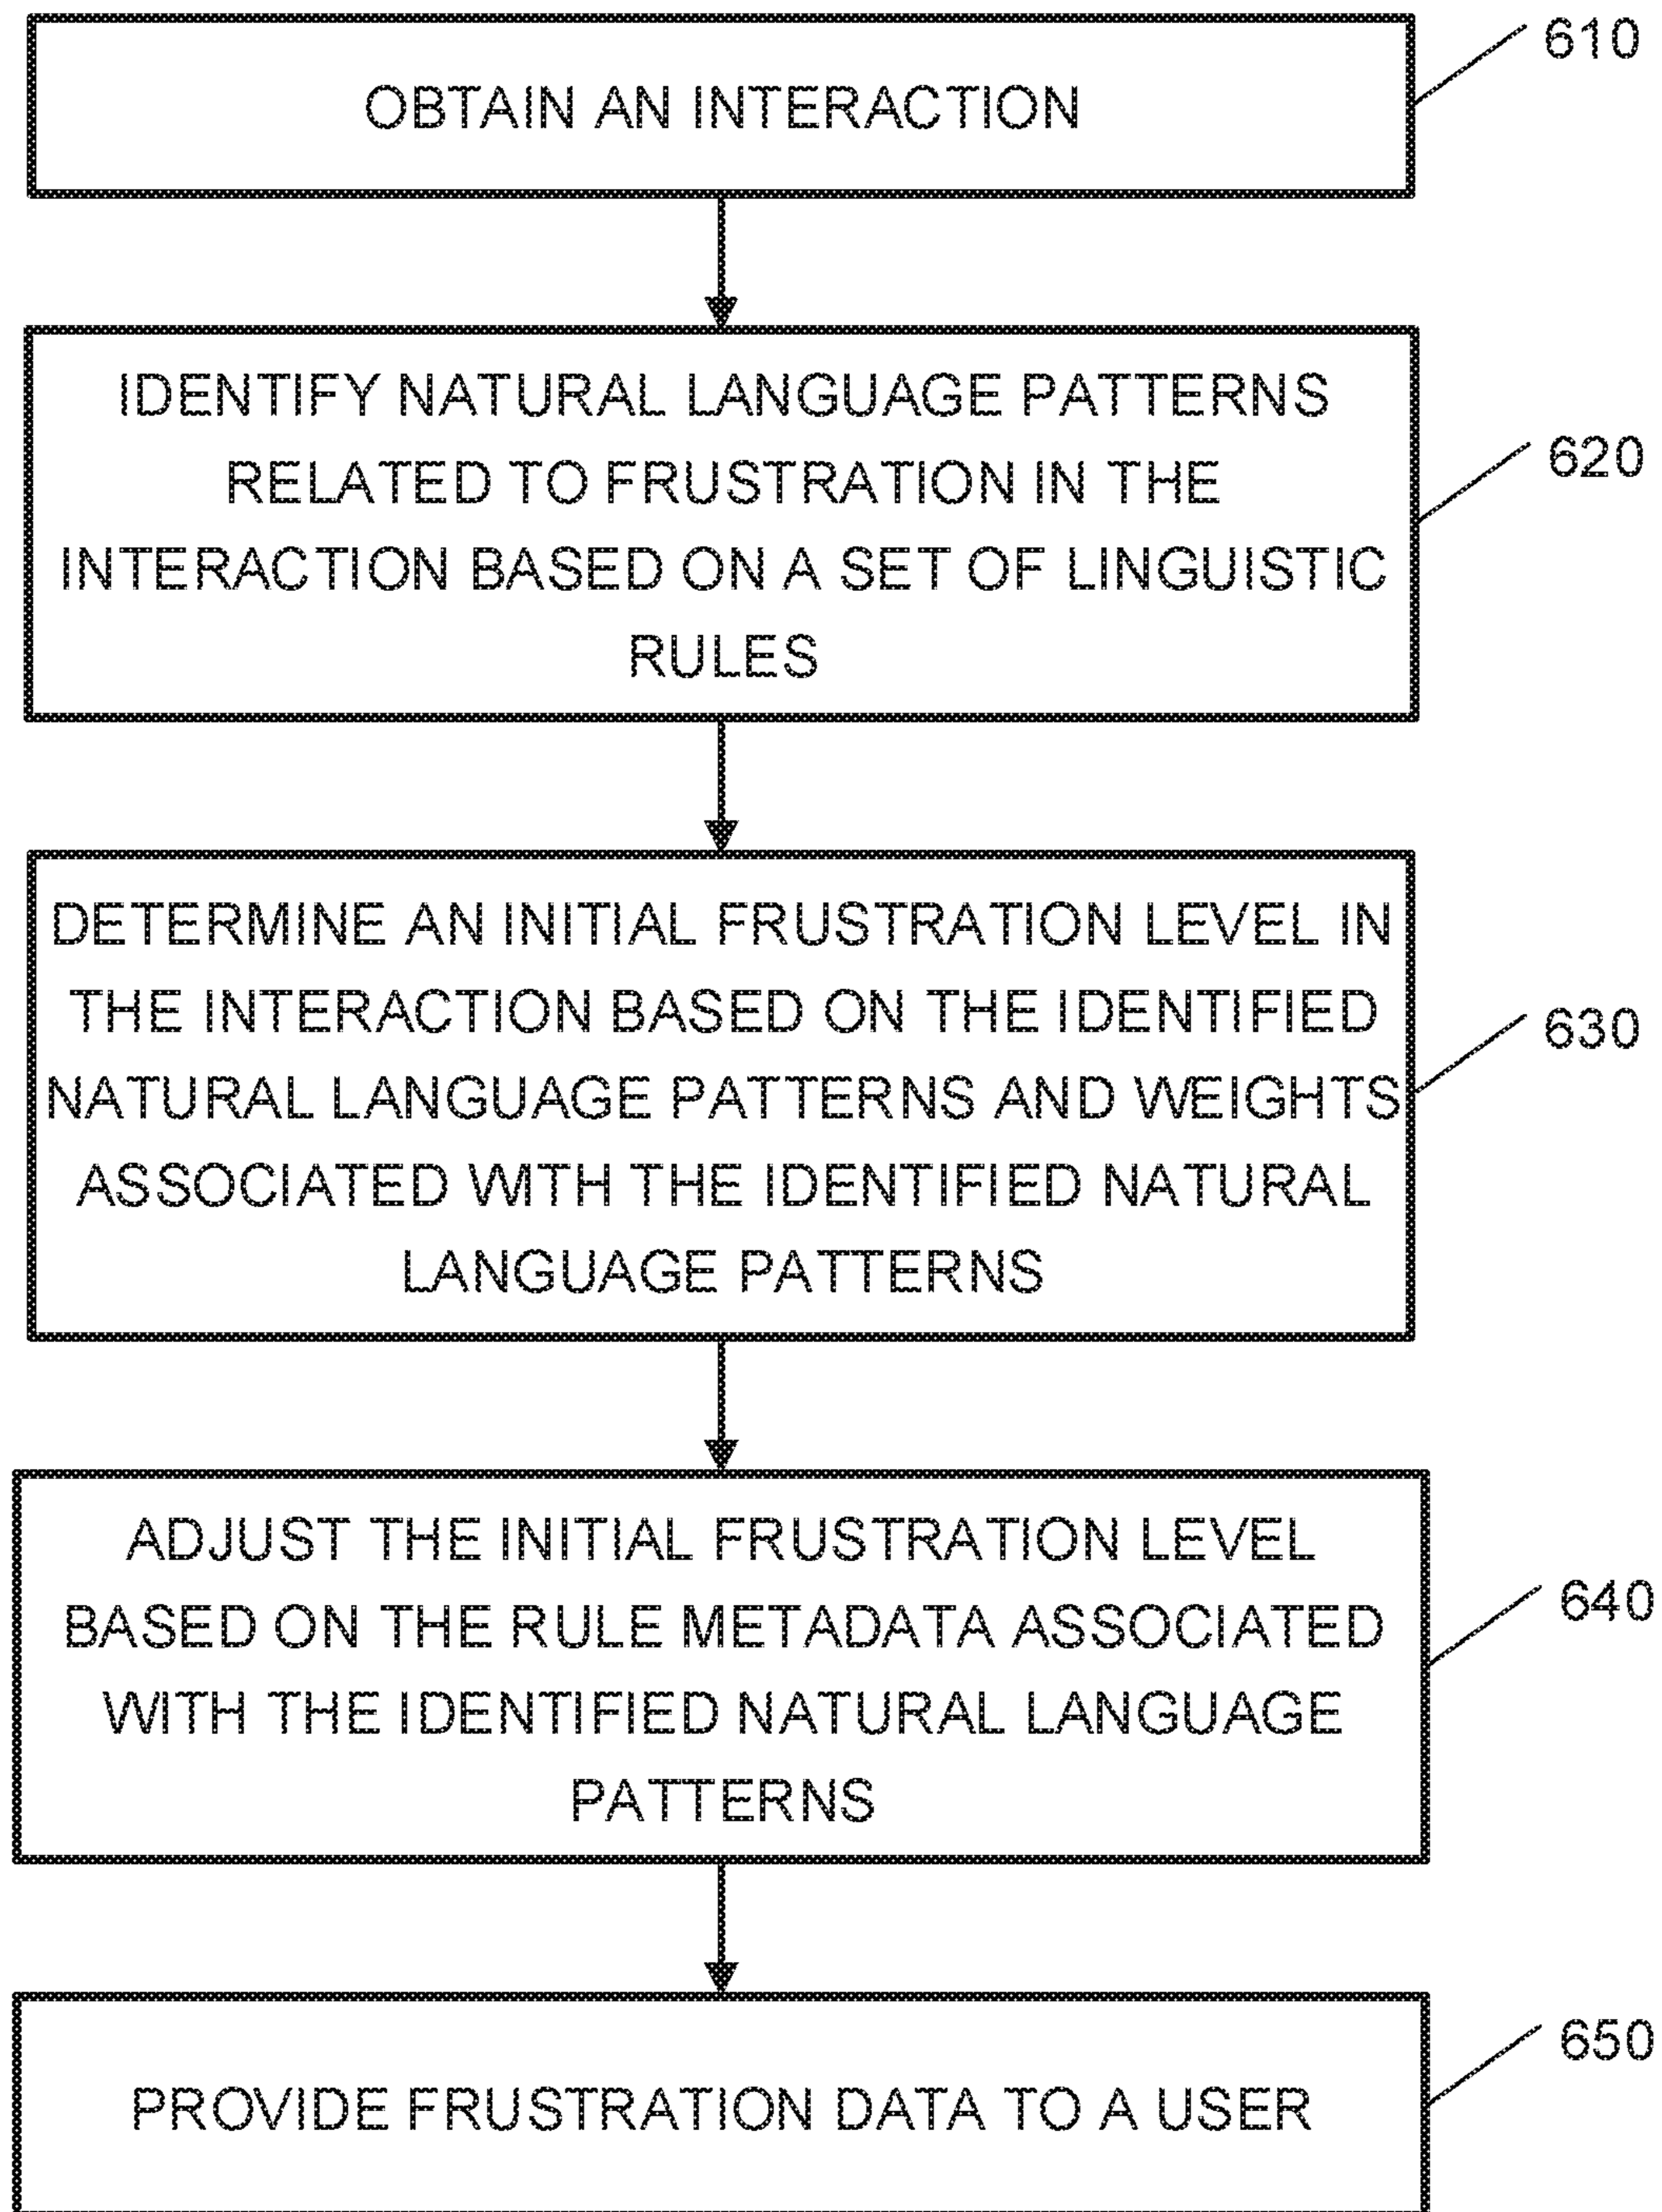 OBTAIN AN INTERACTION
610
IDENTIFY NATURAL LANGUAGE PATTERNS
RELATED TO FRUSTRATION IN THE
INTERACTION BASED ON A SET OF LINGUISTIC
RULES
620
DETERMINE AN INITIAL FRUSTRATION LEVEL IN
THE INTERACTION BASED ON THE IDENTIFIED
NATURAL LANGUAGE PATTERNS AND WEIGHTS
ASSOCIATED WITH THE IDENTIFIED NATURAL
LANGUAGE PATTERNS
630
ADJUST THE INITIAL FRUSTRATION LEVEL
BASED ON THE RULE METADATA ASSOCIATED
WITH THE IDENTIFIED NATURAL LANGUAGE
PATTERNS
640
PROVIDE FRUSTRATION DATA TO A USER
650